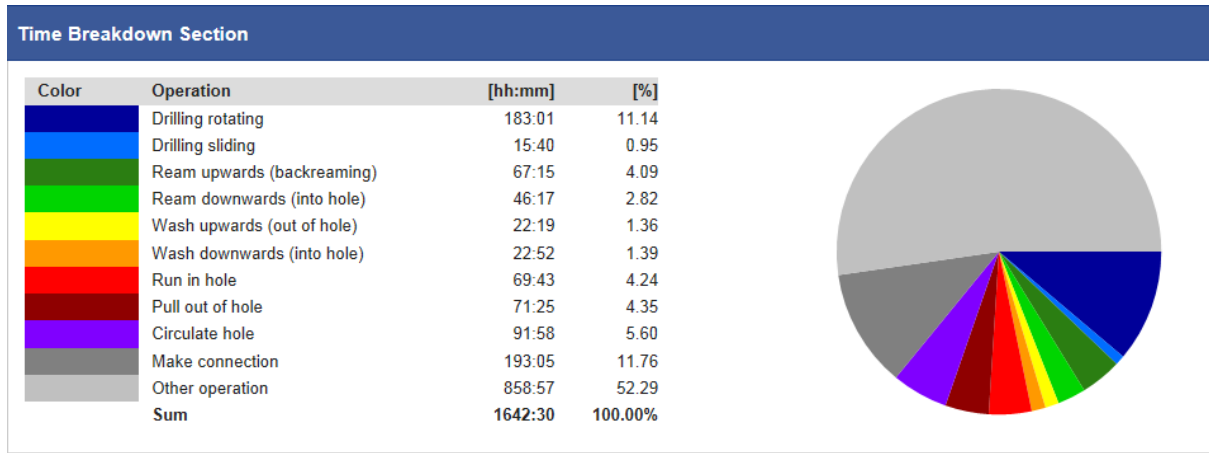 Time Breakdown Section
Color Operation [hh:mm] [%]
Drilling rotating 183:01 11.14
Drilling sliding 15:40 0.95
Ream upwards (backreaming) 67:15 4.09
Ream downwards (into hole) 46:17 2.82
Wash upwards (out of hole) 22:19 1.36
Wash downwards (into hole) 22:52 1.39
Run in hole 69:43 4.24
Pull out of hole 71:25 4.35
Circulate hole 91:58 5.60
Make connection 193:05 11.76
Other operation 858:57 52.29
Sum 1642:30 100.00%